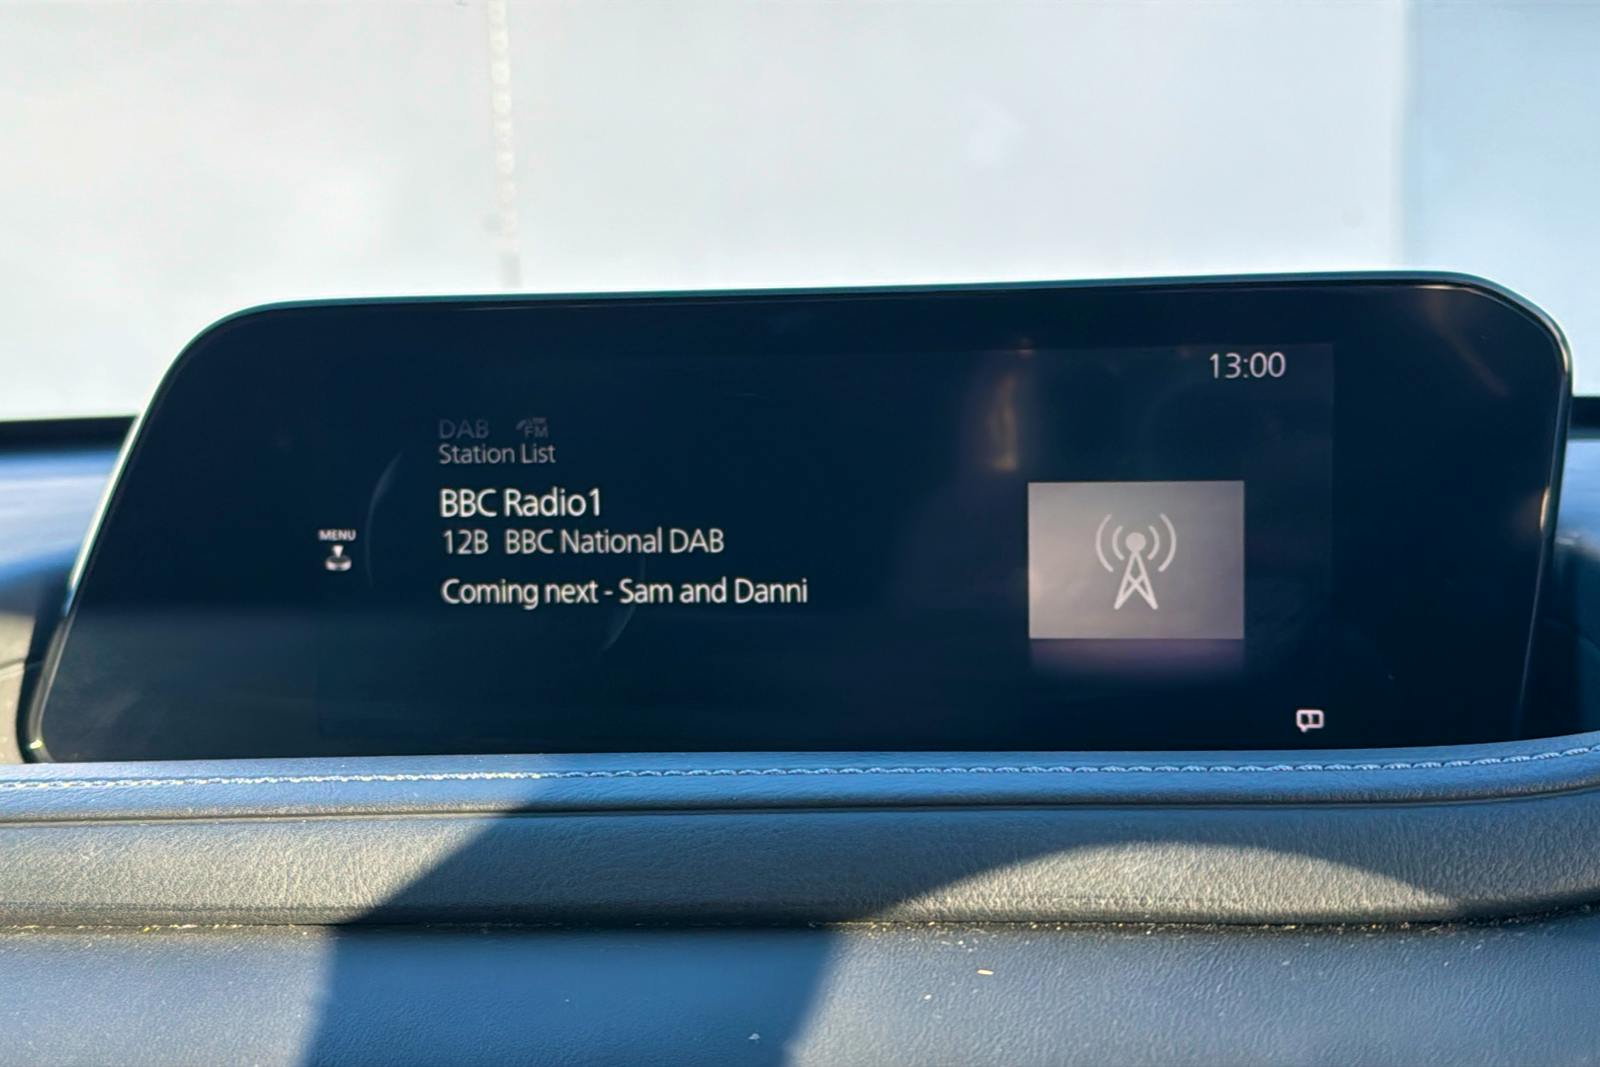 13:00
DAB FM
Station List
BBC Radio1
MENU
12B BBC National DAB
Coming next - Sam and Danni